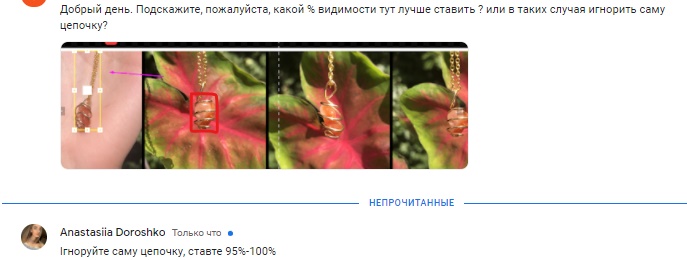 Добрый день. Подскажите, пожалуйста, какой % видимости тут лучше ставить ? или в таких случая игнорить саму
цепочку?
НЕПРОЧИТАННЫЕ
Anastasiia Doroshko Только что
Ігноруйте саму цепочку, ставте 95%-100%